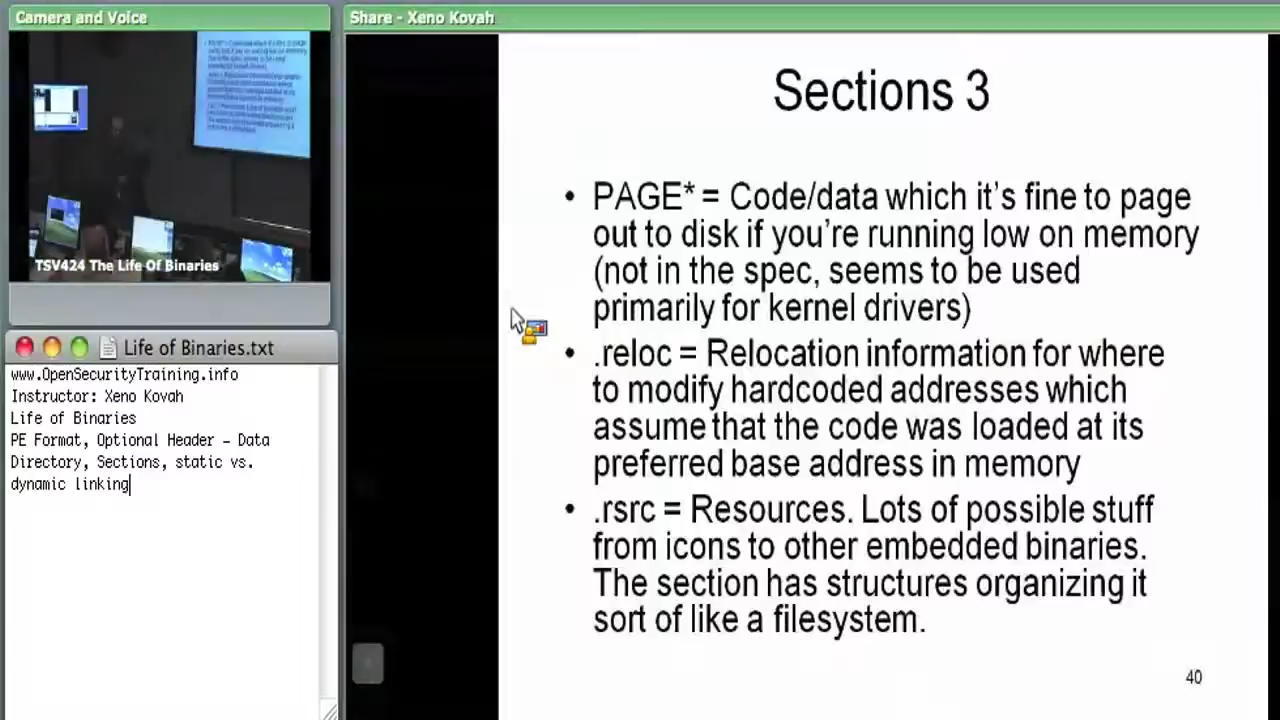 Camera and Voice
TSV424 The Life Of Binaries
Life of Binaries.txt
www.OpenSecurityTraining.info
Instructor: Xeno Kovah
Life of Binaries
PE Format, Optional Header – Data
Directory, Sections, static vs.
dynamic linking
Share - Xeno Kovah
Sections 3
• PAGE* = Code/data which it's fine to page
out to disk if you're running low on memory
(not in the spec, seems to be used
primarily for kernel drivers)
• .reloc = Relocation information for where
to modify hardcoded addresses which
assume that the code was loaded at its
preferred base address in memory
• .rsrc = Resources. Lots of possible stuff
from icons to other embedded binaries.
The section has structures organizing it
sort of like a filesystem.
40